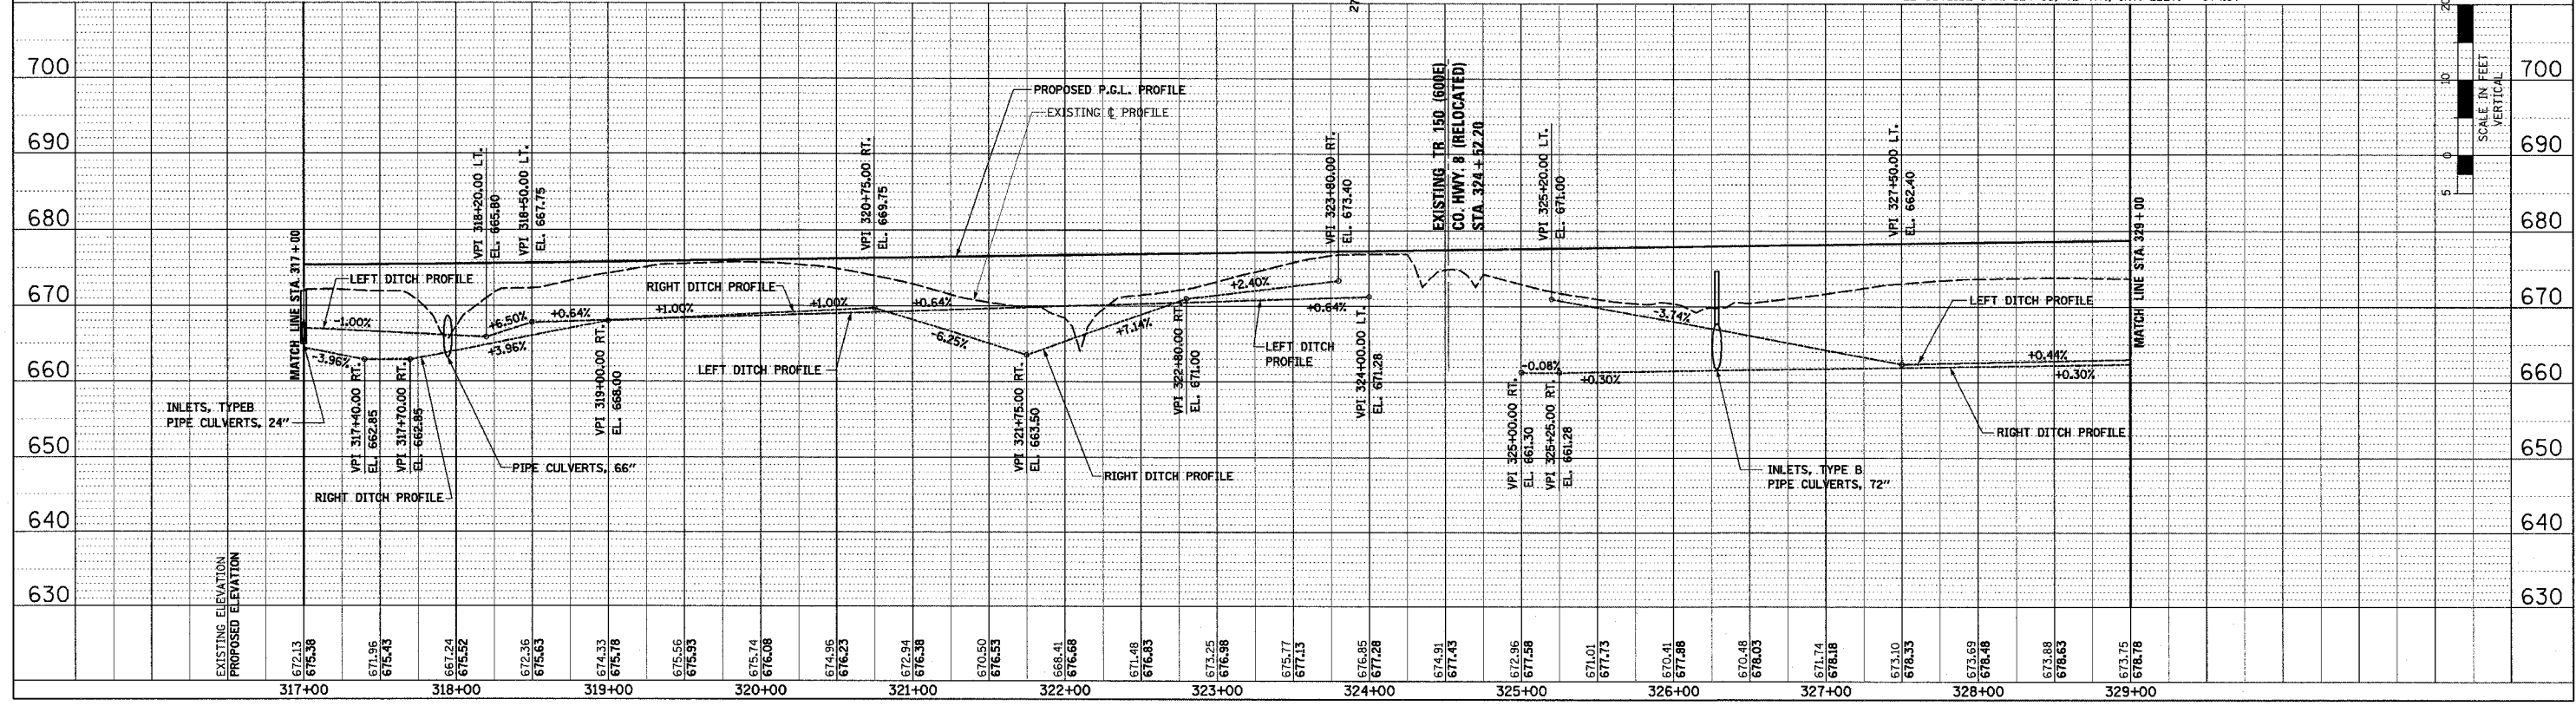 27
20
10
0
5
SCALE IN FEET
VERTICAL
700
690
680
670
660
650
640
630
700
690
680
670
660
650
640
630
PROPOSED P.G.L. PROFILE
EXISTING ℄ PROFILE
MATCH LINE STA. 317+00
LEFT DITCH PROFILE
-1.00%
-3.96%
INLETS, TYPEB
PIPE CULVERTS, 24"
VPI 317+40.00 RT.
EL. 662.85
VPI 317+70.00 RT.
EL. 662.85
RIGHT DITCH PROFILE
PIPE CULVERTS, 66"
VPI 318+20.00 LT.
EL. 665.80
VPI 318+50.00 LT.
EL. 667.75
+6.50%
+0.64%
+3.96%
VPI 319+00.00 RT.
EL. 668.00
RIGHT DITCH PROFILE
+1.00%
+1.00%
+0.64%
LEFT DITCH PROFILE
VPI 320+75.00 RT.
EL. 669.75
-6.25%
VPI 321+75.00 RT.
EL. 663.50
+7.14%
RIGHT DITCH PROFILE
VPI 322+80.00 RT.
EL. 671.00
+2.40%
LEFT DITCH
PROFILE
VPI 323+80.00 RT.
EL. 673.40
+0.64%
VPI 324+00.00 LT.
EL. 671.28
EXISTING TR 150 (600E)
CO. HWY. 8 (RELOCATED)
STA. 324+52.20
VPI 325+20.00 LT.
EL. 671.00
-3.74%
-0.08%
+0.30%
VPI 325+00.00 RT.
EL. 661.30
VPI 325+25.00 RT.
EL. 661.28
INLETS, TYPE B
PIPE CULVERTS, 72"
VPI 327+50.00 LT.
EL. 662.40
LEFT DITCH PROFILE
+0.44%
+0.30%
RIGHT DITCH PROFILE
MATCH LINE STA. 329+00
EXISTING ELEVATION
PROPOSED ELEVATION
672.13
675.38
671.96
675.43
667.24
675.52
672.36
675.63
674.33
675.78
675.56
675.93
675.74
676.08
674.96
676.23
672.94
676.38
670.50
676.53
668.41
676.68
671.48
676.83
673.25
676.98
675.77
677.13
676.85
677.28
674.91
677.43
672.96
677.58
671.01
677.73
670.41
677.88
670.48
678.03
671.74
678.18
673.10
678.33
673.69
678.48
673.88
678.63
673.75
678.78
317+00
318+00
319+00
320+00
321+00
322+00
323+00
324+00
325+00
326+00
327+00
328+00
329+00